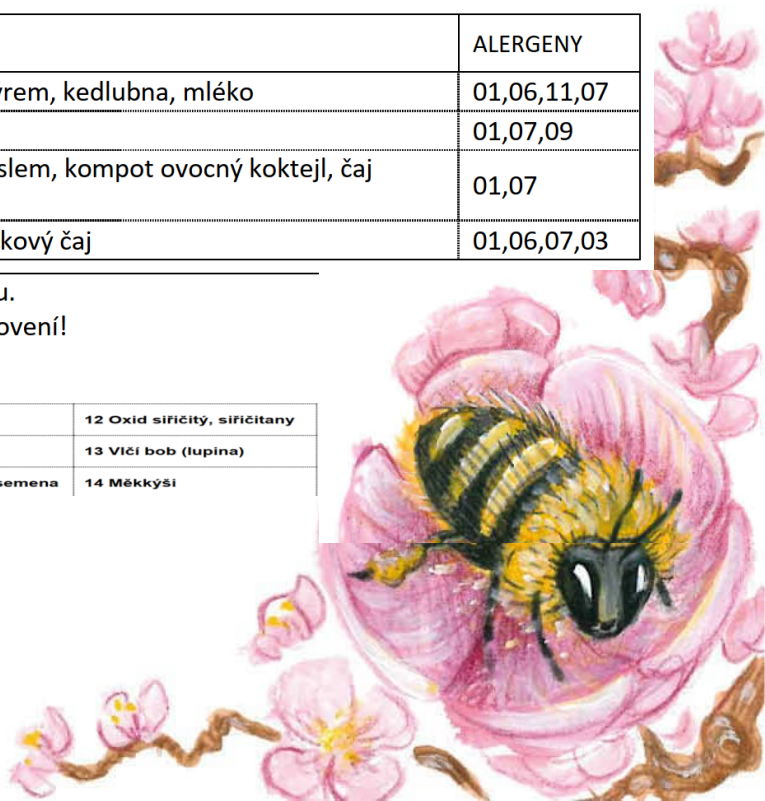 ALERGENY
yrem, kedlubna, mléko 01,06,11,07
01,07,09
slem, kompot ovocný koktejl, čaj
01,07
kový čaj 01,06,07,03
u.
ovení!
12 Oxid siřičitý, siřičitany
13 Vlčí bob (lupina)
semena 14 Měkkýši